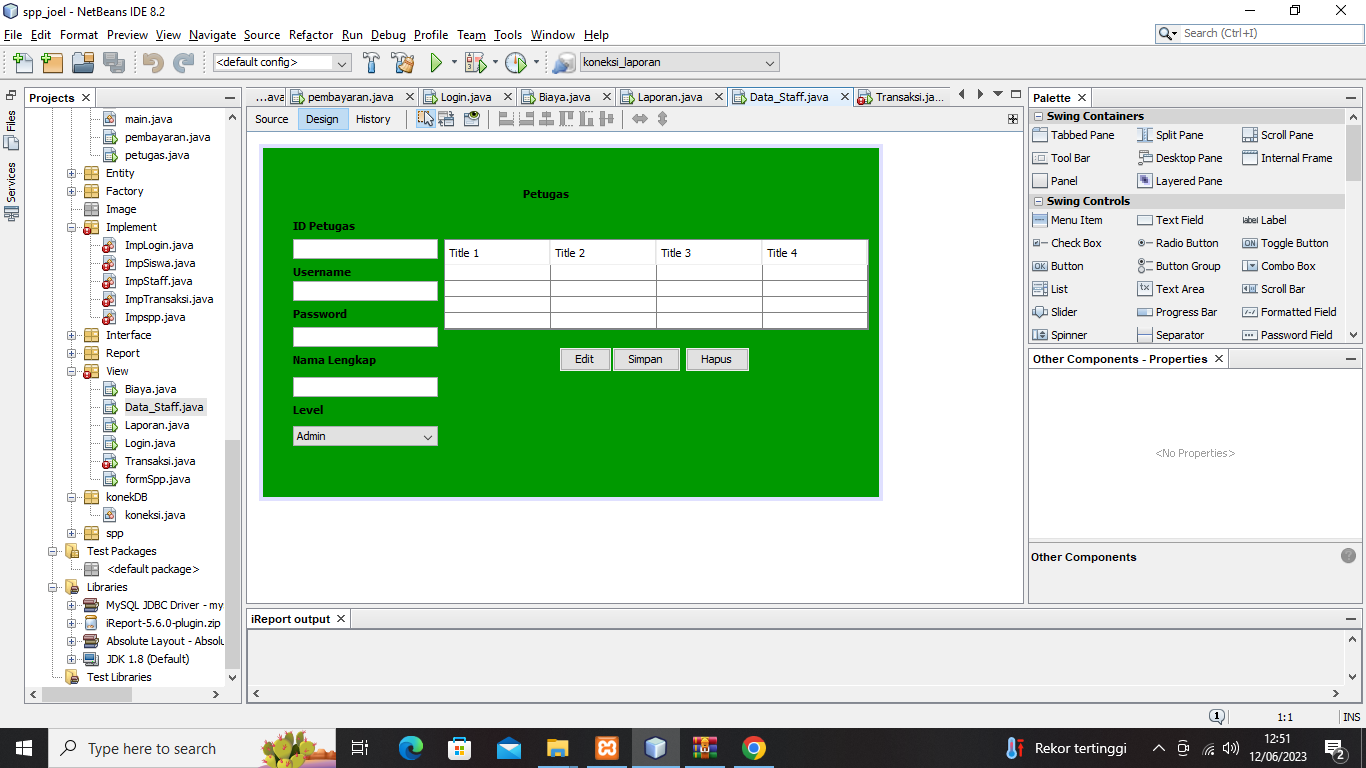 spp_joel - NetBeans IDE 8.2
File Edit Format Preview View Navigate Source Refactor Run Debug Profile Team Tools Window Help
Search (Ctrl+I)
<default config>
koneksi_laporan
Projects
Files
Services
main.java
pembayaran.java
petugas.java
Entity
Factory
Image
Implement
ImpLogin.java
ImpSiswa.java
ImpStaff.java
ImpTransaksi.java
Impspp.java
Interface
Report
View
Biaya.java
Data_Staff.java
Laporan.java
Login.java
Transaksi.java
formSpp.java
konekDB
koneksi.java
spp
Test Packages
<default package>
Libraries
MySQL JDBC Driver - my
iReport-5.6.0-plugin.zip
Absolute Layout - Absolu
JDK 1.8 (Default)
Test Libraries
...ava pembayaran.java Login.java Biaya.java Laporan.java Data_Staff.java Transaksi.ja...
Source Design History
Petugas
ID Petugas
Username
Password
Nama Lengkap
Level
Admin
Title 1 Title 2 Title 3 Title 4
Edit Simpan Hapus
iReport output
Palette
Swing Containers
Tabbed Pane Split Pane Scroll Pane
Tool Bar Desktop Pane Internal Frame
Panel Layered Pane
Swing Controls
Menu Item Text Field label Label
Check Box Radio Button ON Toggle Button
OK Button Button Group Combo Box
List tx Text Area Scroll Bar
Slider Progress Bar Formatted Field
Spinner Separator Password Field
Other Components - Properties
<No Properties>
Other Components
1
1:1 INS
Type here to search
Rekor tertinggi
12:51
12/06/2023
2